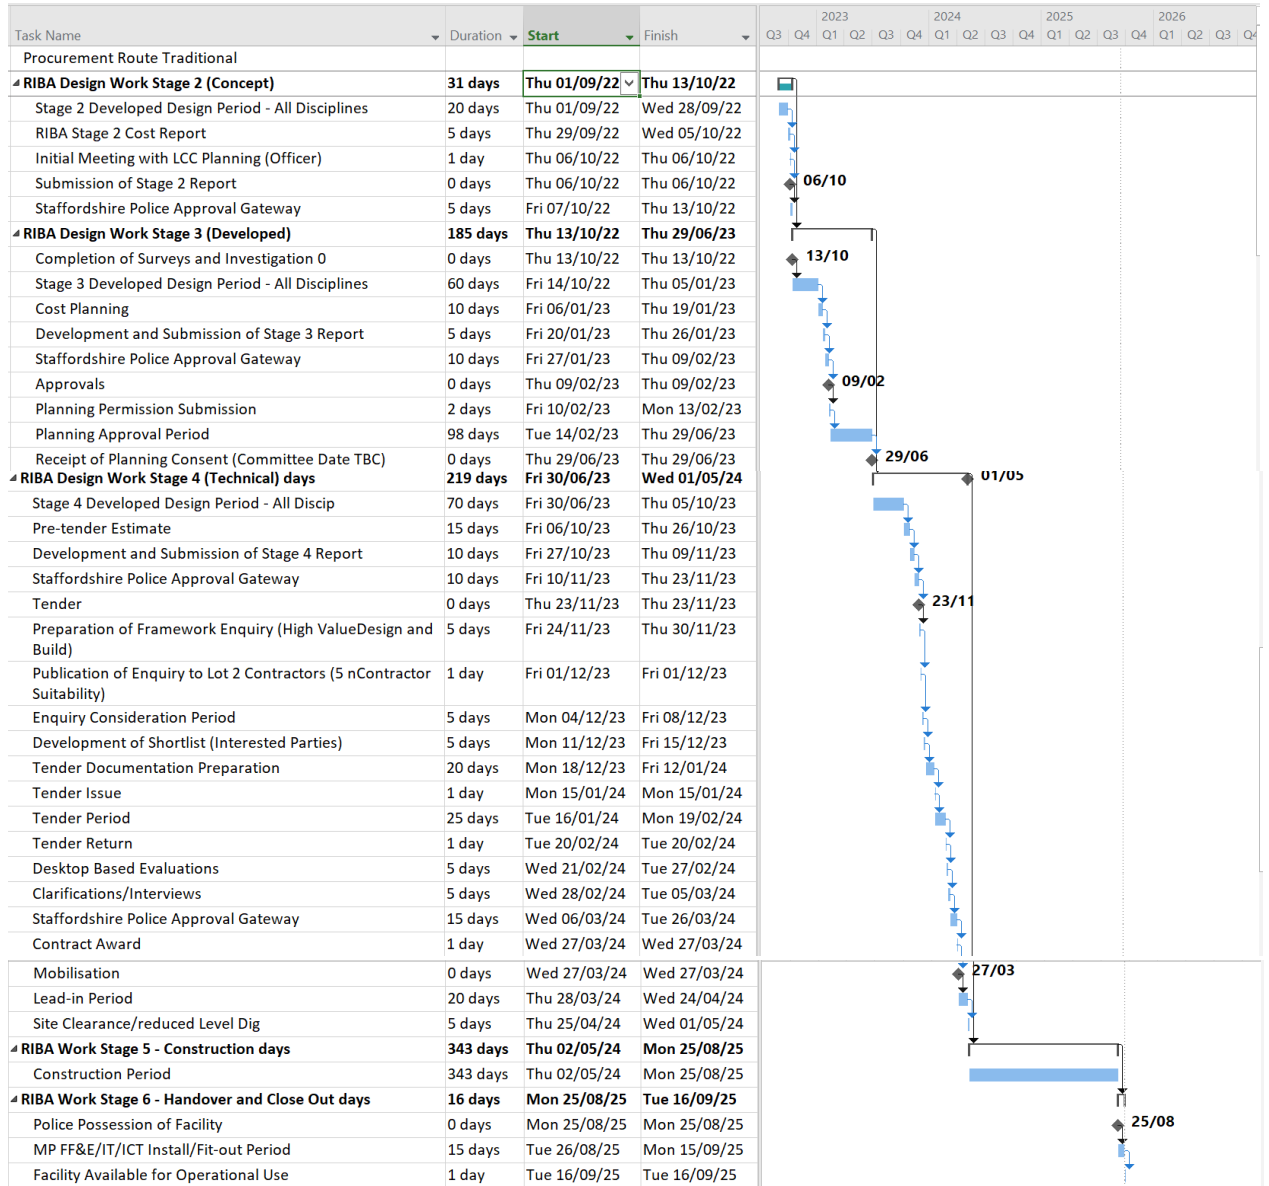 2023 2024 2025 2026
Task Name Duration Start Finish Q3 Q4 Q1 Q2 Q3 Q4 Q1 Q2 Q3 Q4 Q1 Q2 Q3 Q4 Q1 Q2 Q3
Procurement Route Traditional
RIBA Design Work Stage 2 (Concept) 31 days Thu 01/09/22 Thu 13/10/22
Stage 2 Developed Design Period - All Disciplines 20 days Thu 01/09/22 Wed 28/09/22
RIBA Stage 2 Cost Report 5 days Thu 29/09/22 Wed 05/10/22
Initial Meeting with LCC Planning (Officer) 1 day Thu 06/10/22 Thu 06/10/22
Submission of Stage 2 Report 0 days Thu 06/10/22 Thu 06/10/22 06/10
Staffordshire Police Approval Gateway 5 days Fri 07/10/22 Thu 13/10/22
RIBA Design Work Stage 3 (Developed) 185 days Thu 13/10/22 Thu 29/06/23
Completion of Surveys and Investigation 0 0 days Thu 13/10/22 Thu 13/10/22 13/10
Stage 3 Developed Design Period - All Disciplines 60 days Fri 14/10/22 Thu 05/01/23
Cost Planning 10 days Fri 06/01/23 Thu 19/01/23
Development and Submission of Stage 3 Report 5 days Fri 20/01/23 Thu 26/01/23
Staffordshire Police Approval Gateway 10 days Fri 27/01/23 Thu 09/02/23
Approvals 0 days Thu 09/02/23 Thu 09/02/23 09/02
Planning Permission Submission 2 days Fri 10/02/23 Mon 13/02/23
Planning Approval Period 98 days Tue 14/02/23 Thu 29/06/23
Receipt of Planning Consent (Committee Date TBC) 0 days Thu 29/06/23 Thu 29/06/23 29/06
RIBA Design Work Stage 4 (Technical) days 219 days Fri 30/06/23 Wed 01/05/24 01/05
Stage 4 Developed Design Period - All Discip 70 days Fri 30/06/23 Thu 05/10/23
Pre-tender Estimate 15 days Fri 06/10/23 Thu 26/10/23
Development and Submission of Stage 4 Report 10 days Fri 27/10/23 Thu 09/11/23
Staffordshire Police Approval Gateway 10 days Fri 10/11/23 Thu 23/11/23
Tender 0 days Thu 23/11/23 Thu 23/11/23 23/11
Preparation of Framework Enquiry (High ValueDesign and 5 days Fri 24/11/23 Thu 30/11/23
Build)
Publication of Enquiry to Lot 2 Contractors (5 nContractor 1 day Fri 01/12/23 Fri 01/12/23
Suitability)
Enquiry Consideration Period 5 days Mon 04/12/23 Fri 08/12/23
Development of Shortlist (Interested Parties) 5 days Mon 11/12/23 Fri 15/12/23
Tender Documentation Preparation 20 days Mon 18/12/23 Fri 12/01/24
Tender Issue 1 day Mon 15/01/24 Mon 15/01/24
Tender Period 25 days Tue 16/01/24 Mon 19/02/24
Tender Return 1 day Tue 20/02/24 Tue 20/02/24
Desktop Based Evaluations 5 days Wed 21/02/24 Tue 27/02/24
Clarifications/Interviews 5 days Wed 28/02/24 Tue 05/03/24
Staffordshire Police Approval Gateway 15 days Wed 06/03/24 Tue 26/03/24
Contract Award 1 day Wed 27/03/24 Wed 27/03/24
Mobilisation 0 days Wed 27/03/24 Wed 27/03/24 27/03
Lead-in Period 20 days Thu 28/03/24 Wed 24/04/24
Site Clearance/reduced Level Dig 5 days Thu 25/04/24 Wed 01/05/24
RIBA Work Stage 5 - Construction days 343 days Thu 02/05/24 Mon 25/08/25
Construction Period 343 days Thu 02/05/24 Mon 25/08/25
RIBA Work Stage 6 - Handover and Close Out days 16 days Mon 25/08/25 Tue 16/09/25
Police Possession of Facility 0 days Mon 25/08/25 Mon 25/08/25 25/08
MP FF&E/IT/ICT Install/Fit-out Period 15 days Tue 26/08/25 Mon 15/09/25
Facility Available for Operational Use 1 day Tue 16/09/25 Tue 16/09/25